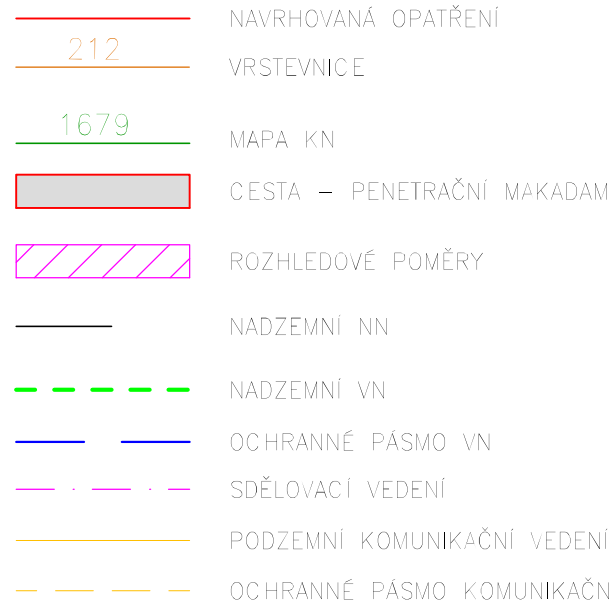 NAVRHOVANÁ OPATŘENÍ
212
VRSTEVNICE
1679
MAPA KN
CESTA – PENETRAČNÍ MAKADAM
ROZHLEDOVÉ POMĚRY
NADZEMNÍ NN
NADZEMNÍ VN
OCHRANNÉ PÁSMO VN
SDĚLOVACÍ VEDENÍ
PODZEMNÍ KOMUNIKAČNÍ VEDENÍ
OCHRANNÉ PÁSMO KOMUNIKAČN